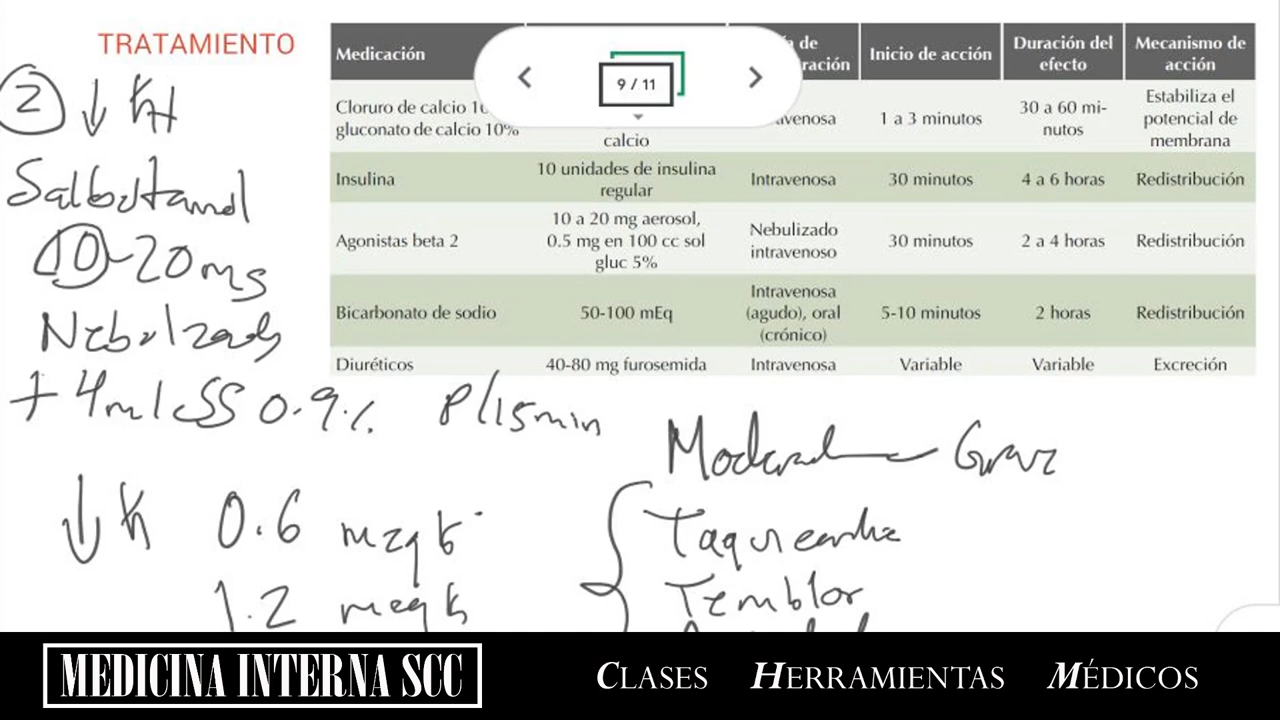 TRATAMIENTO
2 ↓ K+
Salbutamol
10-20 mg
Nebulizado
+ 4ml SS 0.9% P/15min
↓ K 0.6 meq
1.2 meq
Moderad Grave
Taquicardia
Temblor
9 / 11
Medicación Inicio de acción Duración del efecto Mecanismo de acción
Cloruro de calcio
gluconato de calcio 10% calcio 1 a 3 minutos 30 a 60 mi-
nutos Estabiliza el
potencial de
membrana
Insulina 10 unidades de insulina
regular Intravenosa 30 minutos 4 a 6 horas Redistribución
Agonistas beta 2 10 a 20 mg aerosol,
0.5 mg en 100 cc sol
gluc 5% Nebulizado
intravenoso 30 minutos 2 a 4 horas Redistribución
Bicarbonato de sodio 50-100 mEq Intravenosa
(agudo), oral
(crónico) 5-10 minutos 2 horas Redistribución
Diuréticos 40-80 mg furosemida Intravenosa Variable Variable Excreción
MEDICINA INTERNA SCC
CLASES HERRAMIENTAS MÉDICOS